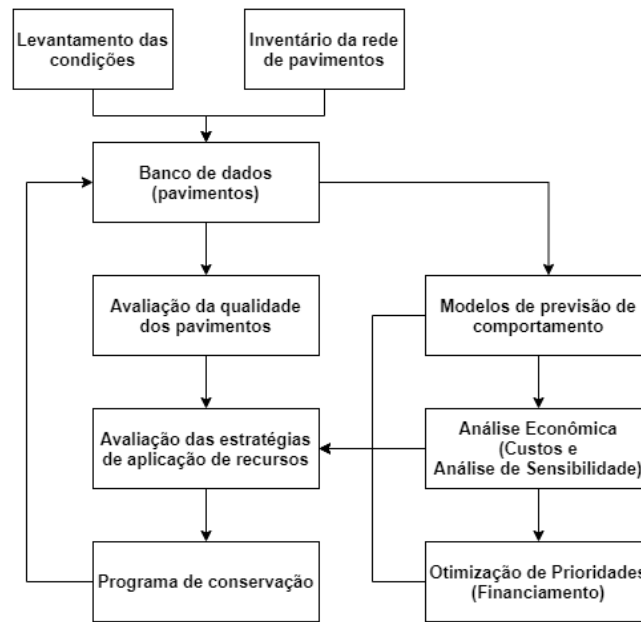 Levantamento das
condições
Inventário da rede
de pavimentos
Banco de dados
(pavimentos)
Avaliação da qualidade
dos pavimentos
Modelos de previsão de
comportamento
Avaliação das estratégias
de aplicação de recursos
Análise Econômica
(Custos e
Análise de Sensibilidade)
Programa de conservação
Otimização de Prioridades
(Financiamento)